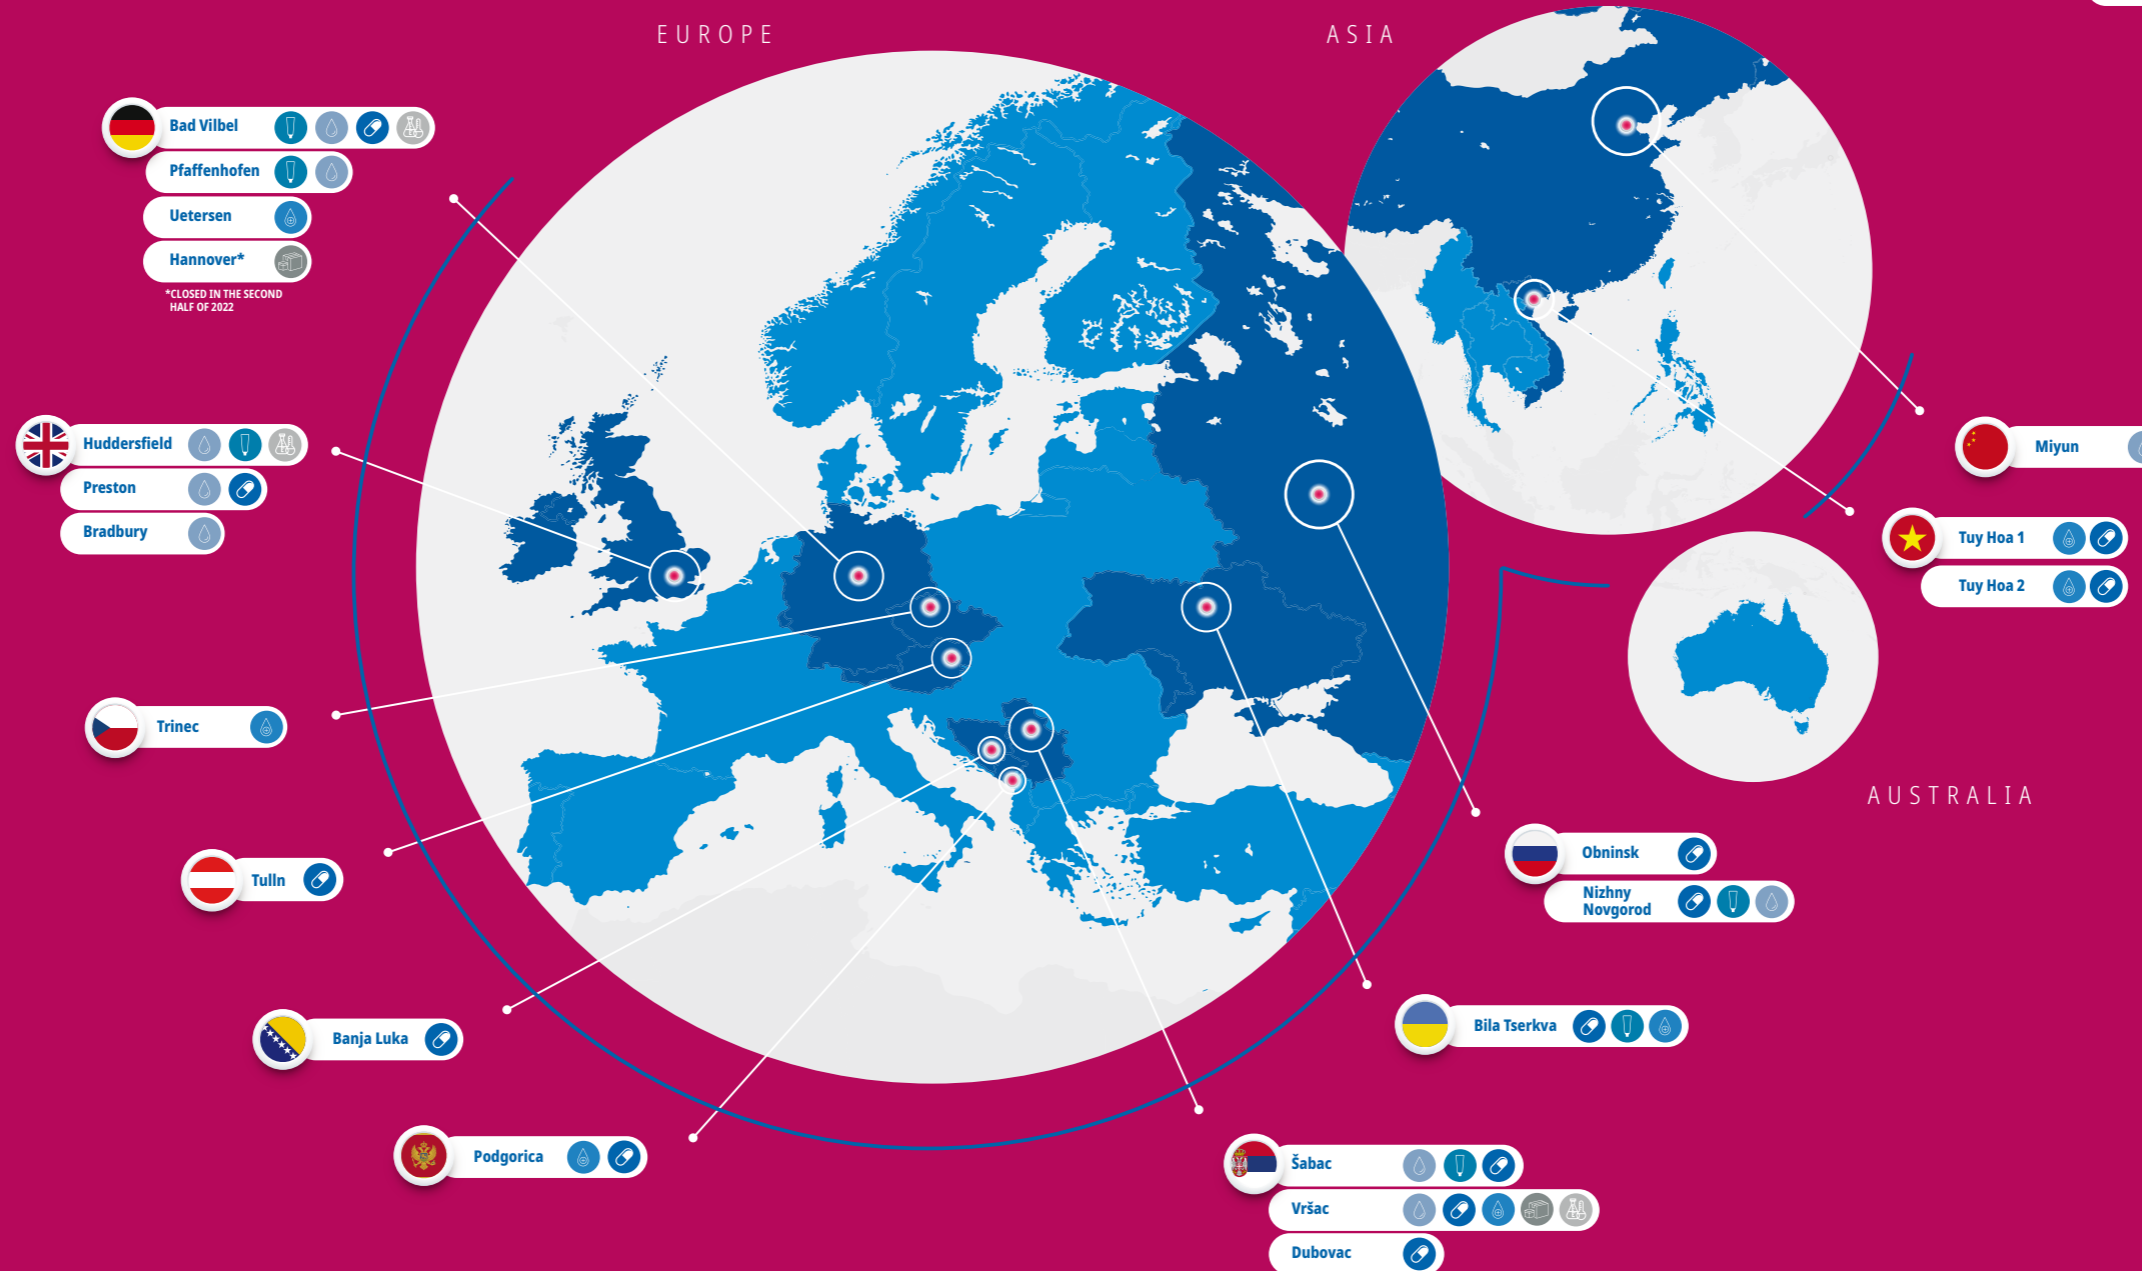 EUROPE
ASIA
Bad Vilbel
Pfaffenhofen
Uetersen
Hannover*
*CLOSED IN THE SECOND
HALF OF 2022
Huddersfield
Preston
Bradbury
Trinec
Tulln
Banja Luka
Podgorica
Miyun
Tuy Hoa 1
Tuy Hoa 2
AUSTRALIA
Obninsk
Nizhny
Novgorod
Bila Tserkva
Šabac
Vršac
Dubovac